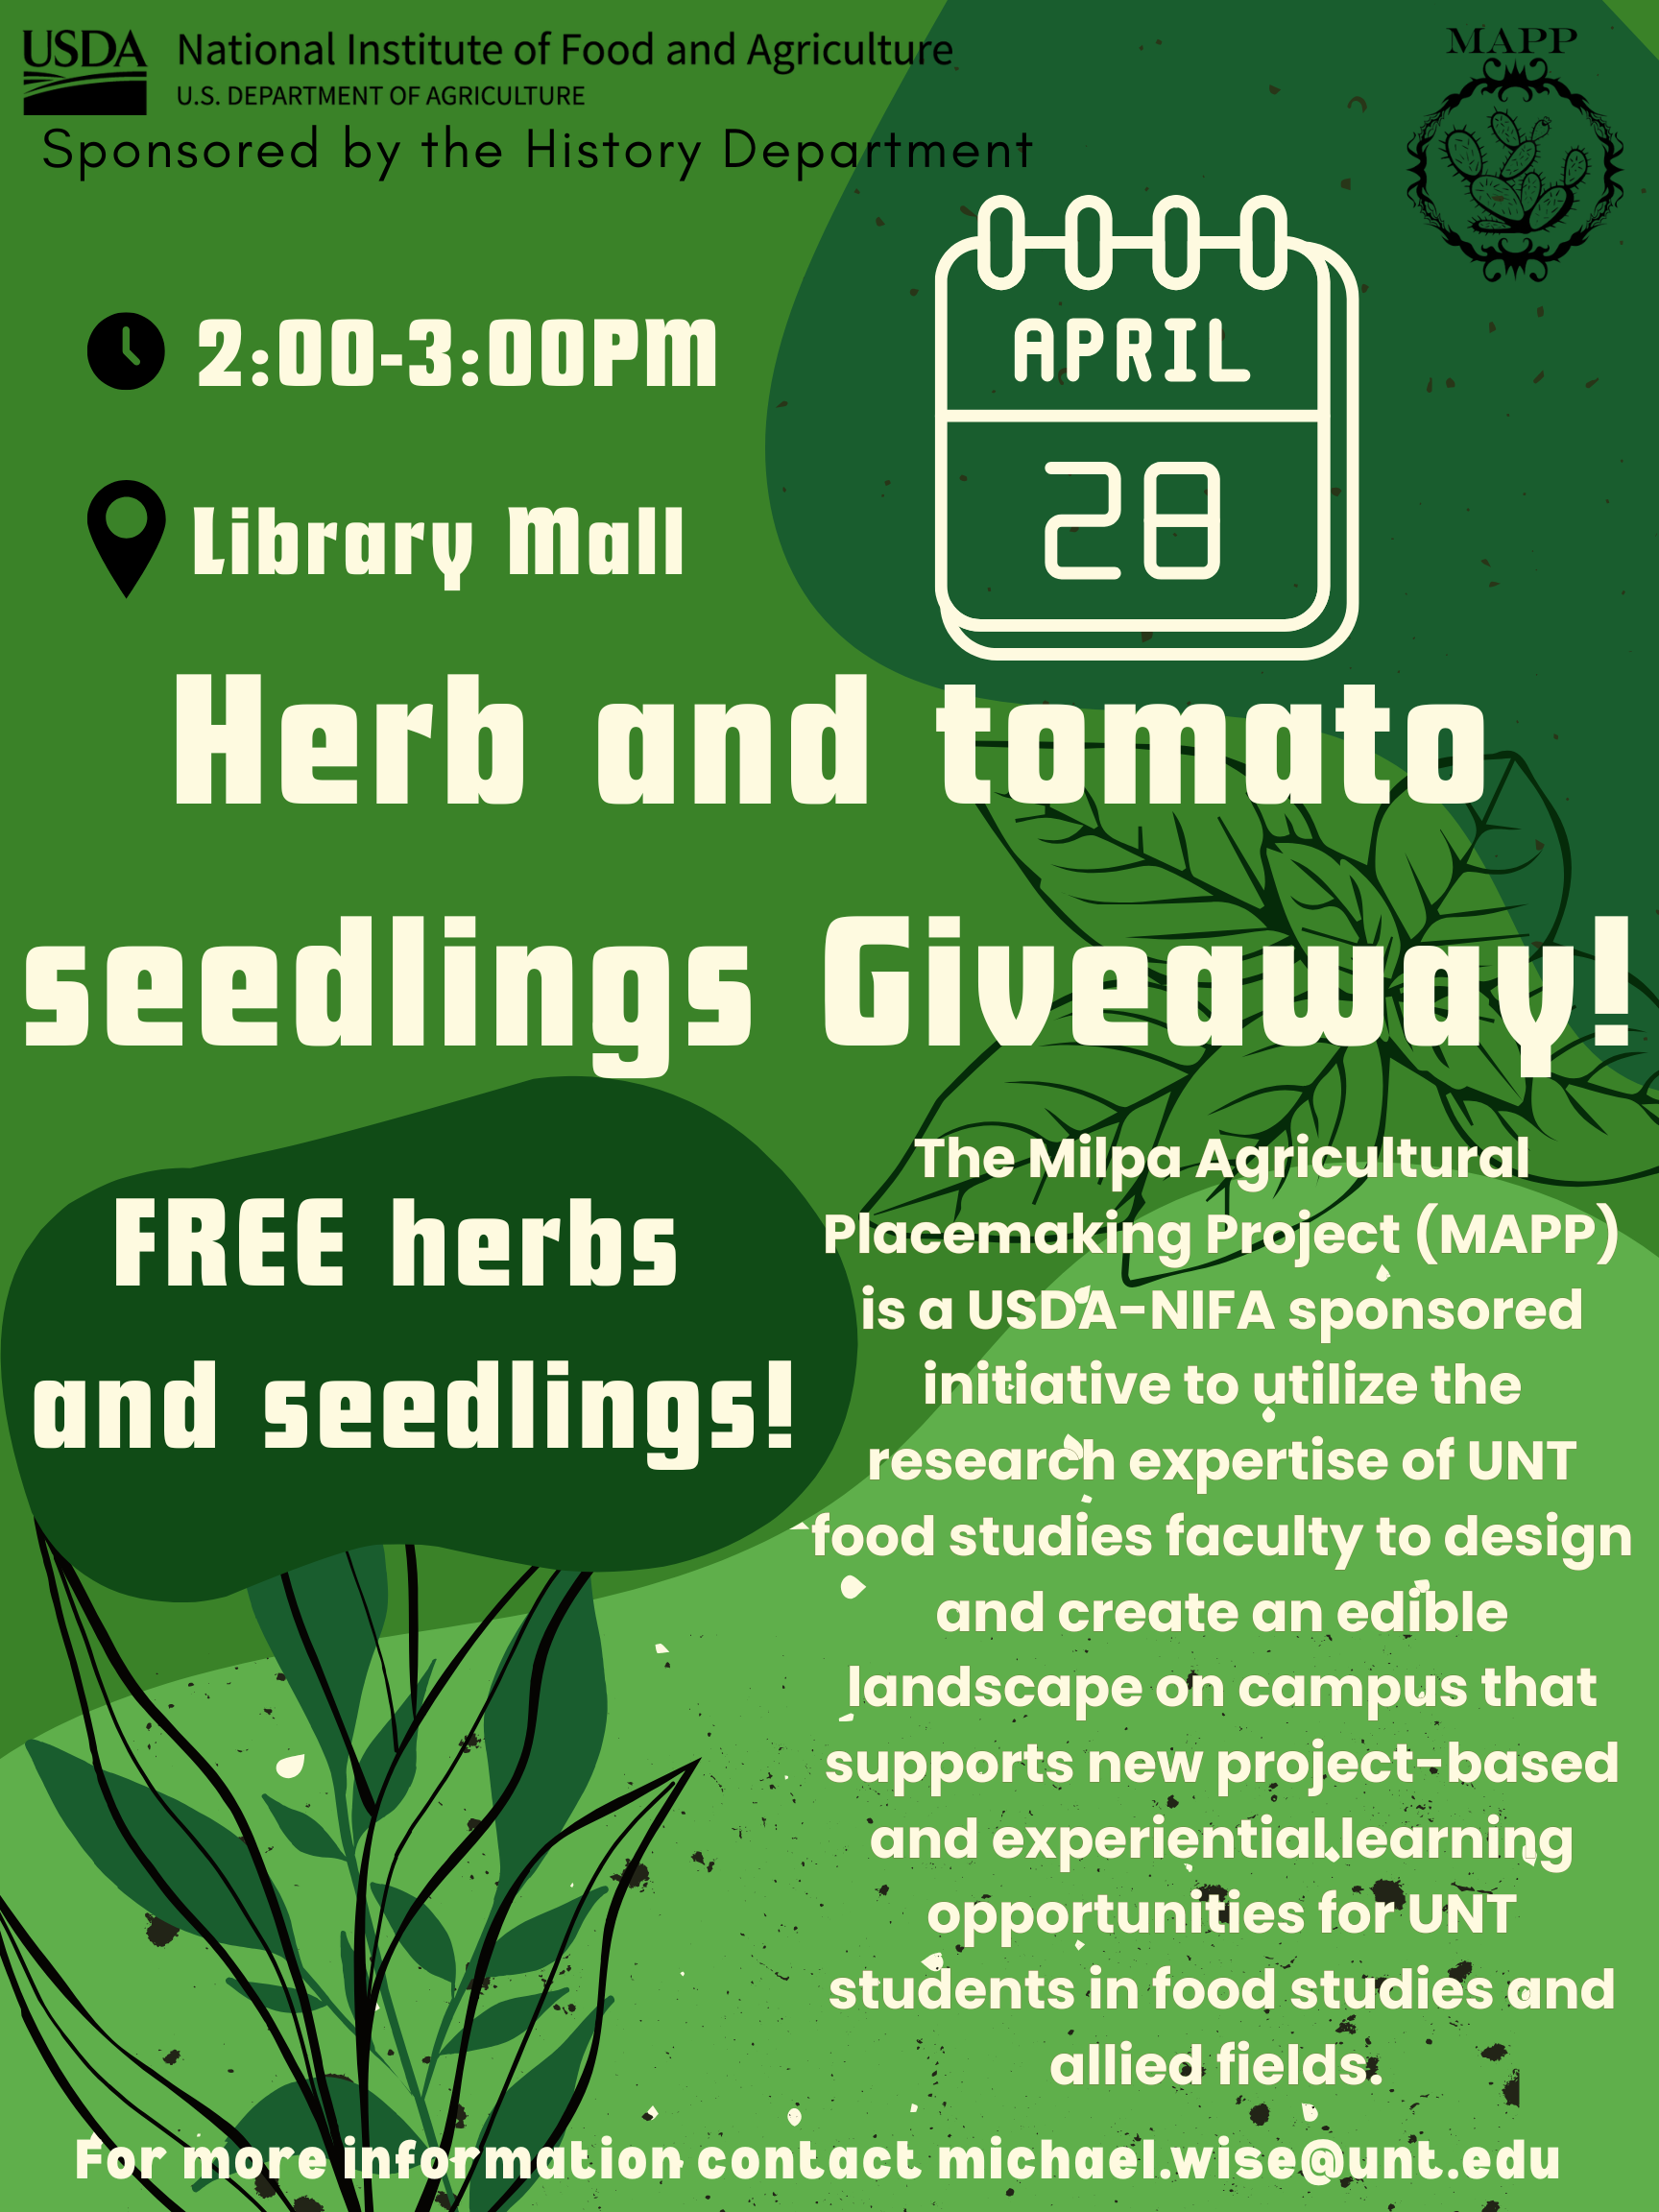 USDA
National Institute of Food and Agriculture
U.S. DEPARTMENT OF AGRICULTURE
Sponsored by the History Department
MAPP
2:00-3:00PM
APRIL
28
Library Mall
Herb and tomato
seedlings Giveaway!
FREE herbs
and seedlings!
The Milpa Agricultural
Placemaking Project (MAPP)
is a USDA-NIFA sponsored
initiative to utilize the
research expertise of UNT
food studies faculty to design
and create an edible
landscape on campus that
supports new project-based
and experiential learning
opportunities for UNT
students in food studies and
allied fields.
For more information contact michael.wise@unt.edu